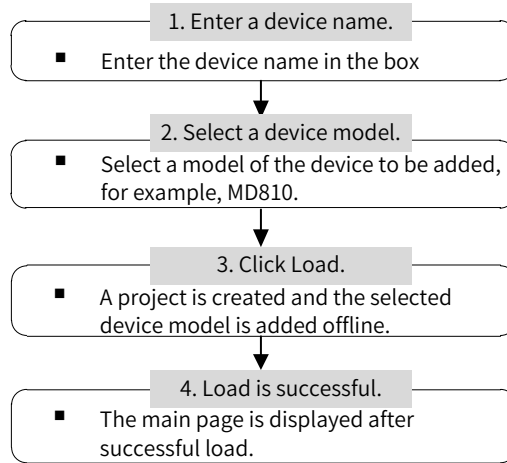 1. Enter a device name.
■ Enter the device name in the box
2. Select a device model.
■ Select a model of the device to be added,
for example, MD810.
3. Click Load.
■ A project is created and the selected
device model is added offline.
4. Load is successful.
■ The main page is displayed after
successful load.